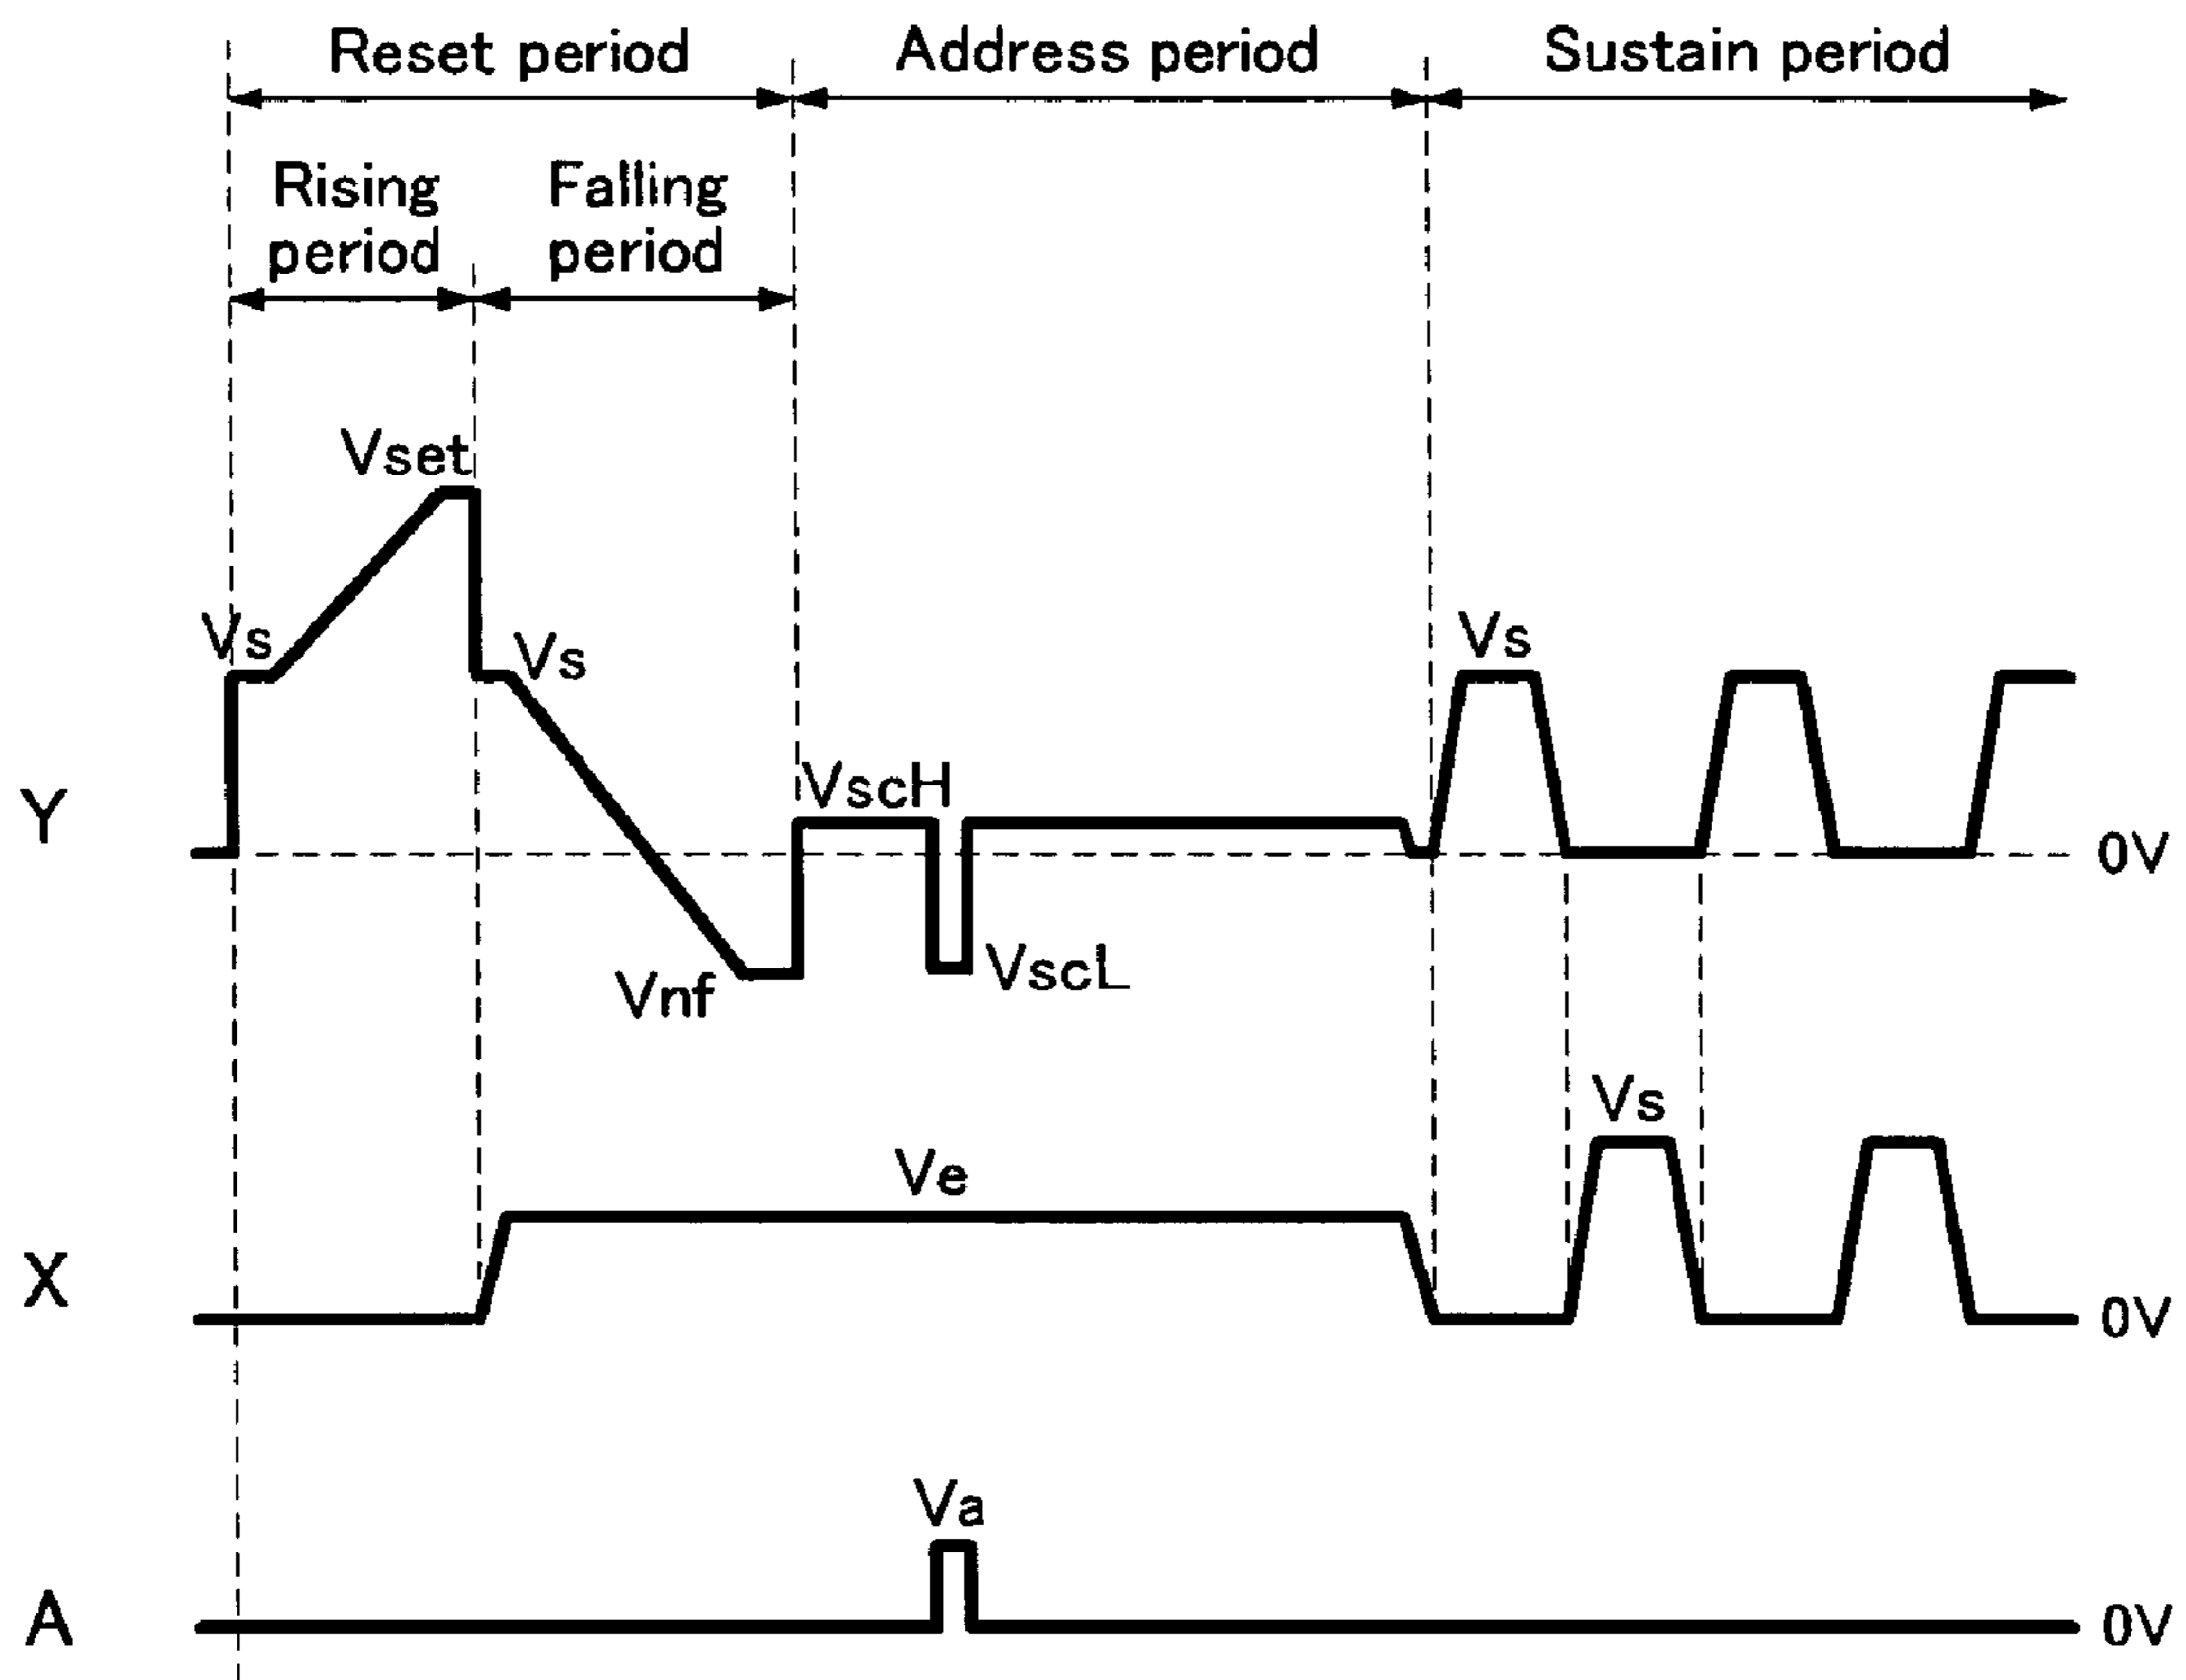 Reset period
Address period
Sustain period
Rising
period
Falling
period
Vset
Vs
Vs
Vs
VscH
Y
0V
VscL
Vnf
Vs
Ve
X
0V
Va
A
0V